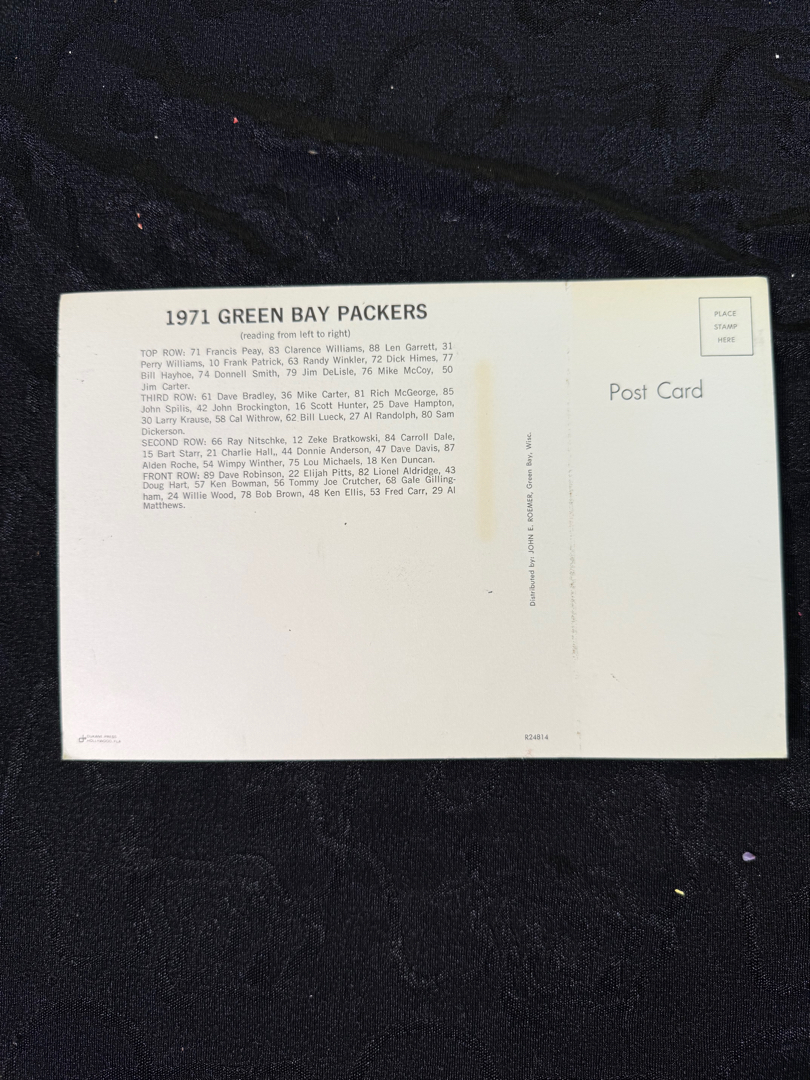 1971 GREEN BAY PACKERS
(reading from left to right)
TOP ROW: 71 Francis Peay, 83 Clarence Williams, 88 Len Garrett, 31
Perry Williams, 10 Frank Patrick, 63 Randy Winkler, 72 Dick Himes, 77
Bill Hayhoe, 74 Donnell Smith, 79 Jim DeLisle, 76 Mike McCoy, 50
Jim Carter.
THIRD ROW: 61 Dave Bradley, 36 Mike Carter, 81 Rich McGeorge, 85
John Spilis, 42 John Brockington, 16 Scott Hunter, 25 Dave Hampton,
30 Larry Krause, 58 Cal Withrow, 62 Bill Lueck, 27 Al Randolph, 80 Sam
Dickerson.
SECOND ROW: 66 Ray Nitschke, 12 Zeke Bratkowski, 84 Carroll Dale,
15 Bart Starr, 21 Charlie Hall,, 44 Donnie Anderson, 47 Dave Davis, 87
Alden Roche, 54 Wimpy Winther, 75 Lou Michaels, 18 Ken Duncan.
FRONT ROW: 89 Dave Robinson, 22 Elijah Pitts, 82 Lionel Aldridge, 43
Doug Hart, 57 Ken Bowman, 56 Tommy Joe Crutcher, 68 Gale Gilling-
ham, 24 Willie Wood, 78 Bob Brown, 48 Ken Ellis, 53 Fred Carr, 29 Al
Matthews.
Distributed by: JOHN E. ROEMER, Green Bay, Wisc.
PLACE
STAMP
HERE
Post Card
R24814